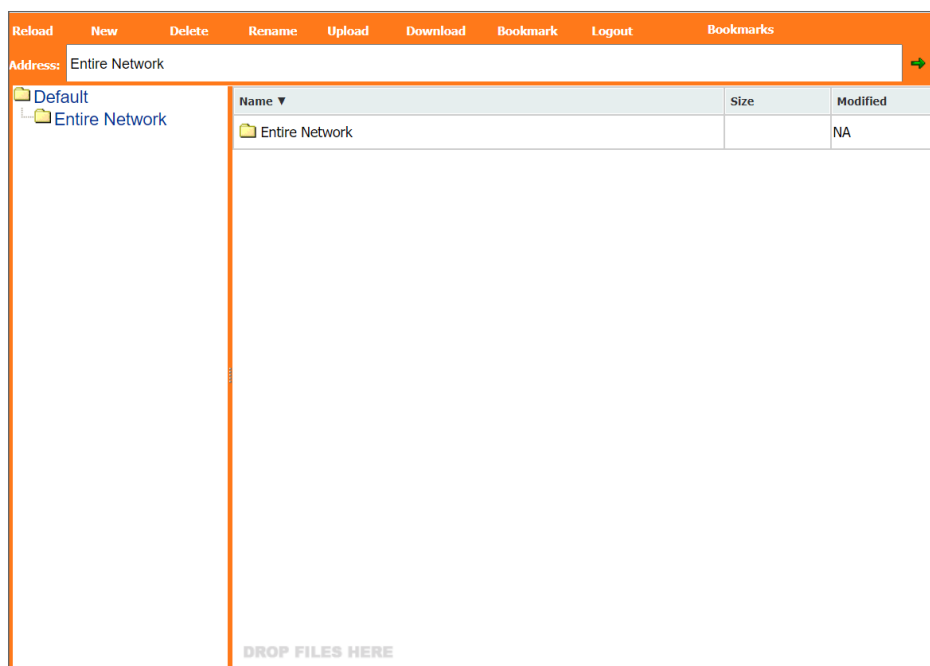 Reload New Delete Rename Upload Download Bookmark Logout Bookmarks
Address: Entire Network
Default
Entire Network
Name ▼ Size Modified
Entire Network NA
DROP FILES HERE